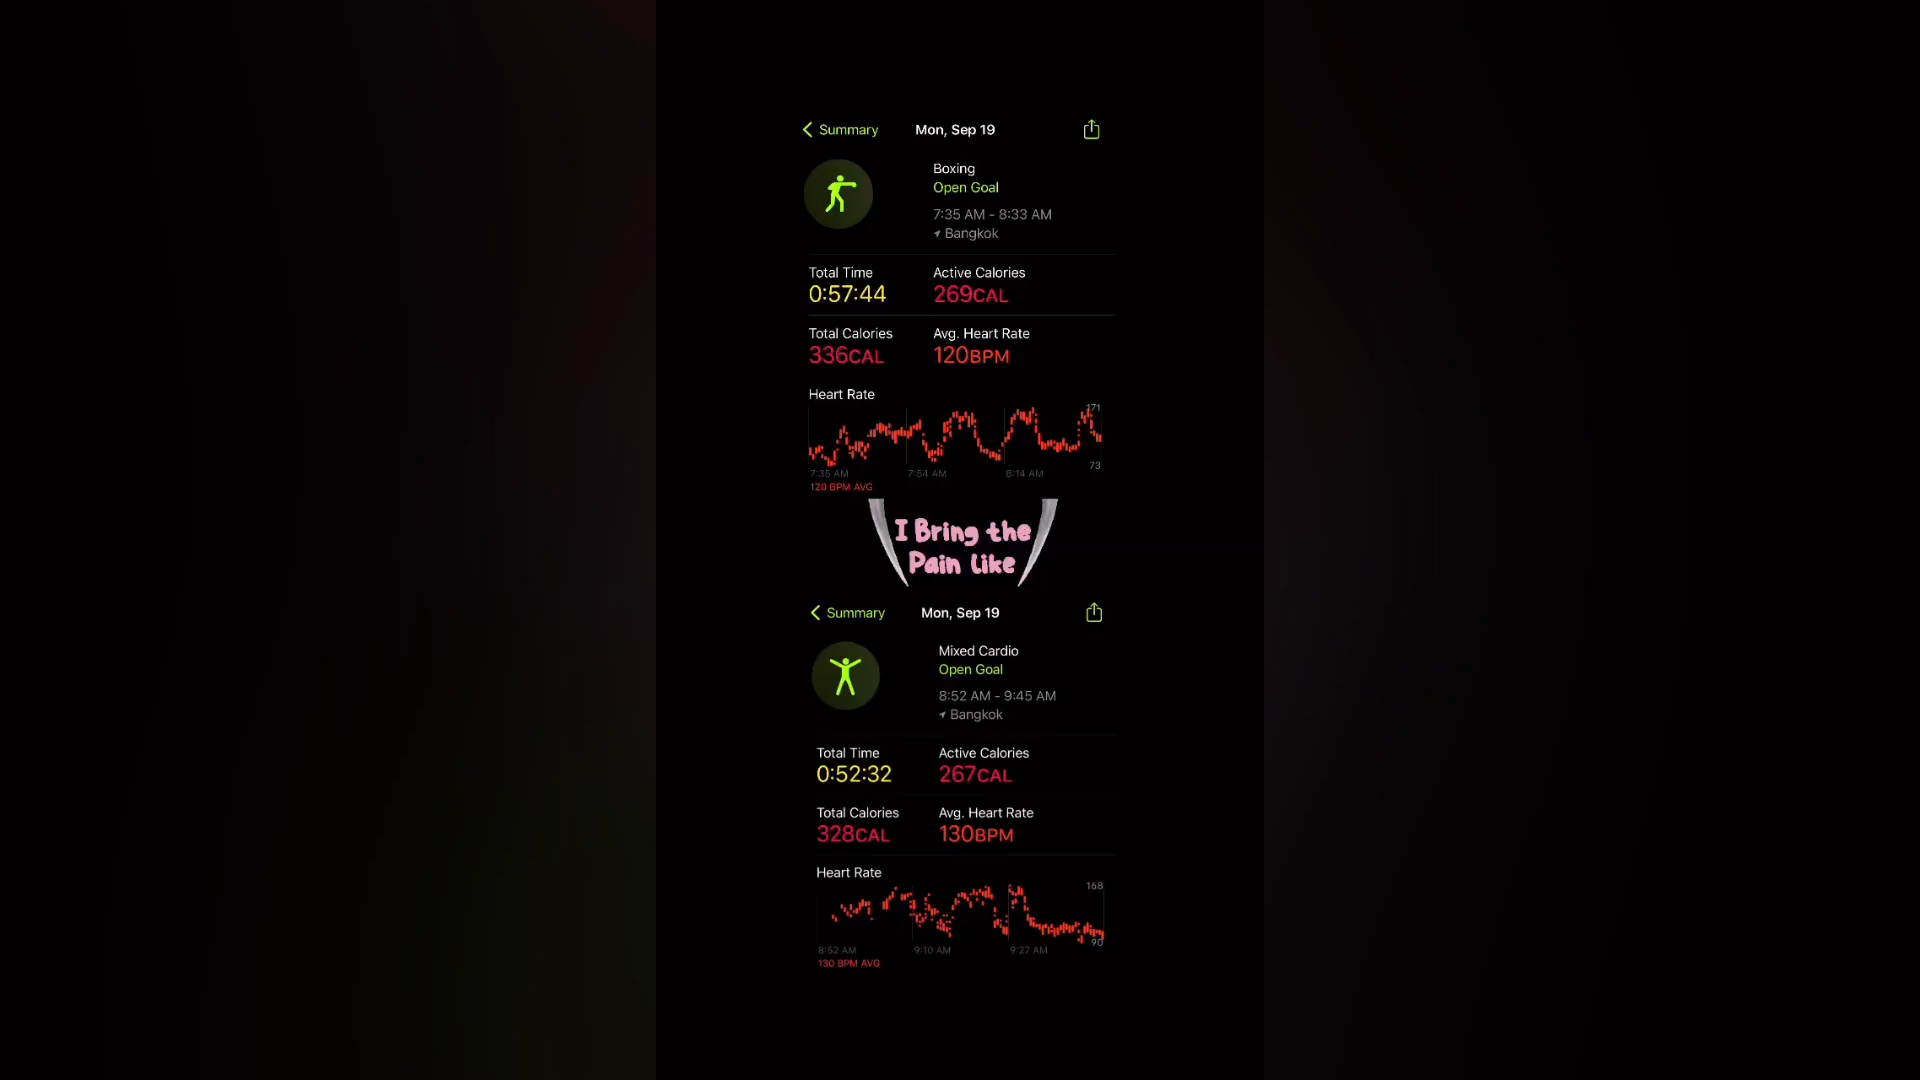 Summary
Mon, Sep 19
Boxing
Open Goal
7:35 AM - 8:33 AM
Bangkok
Total Time
Active Calories
0:57:44
269CAL
Total Calories
Avg. Heart Rate
336CAL
120BPM
Heart Rate
171
73
7:35 AM
7:54 AM
8:14 AM
120 BPM AVG
I Bring the
Pain like
Summary
Mon, Sep 19
Mixed Cardio
Open Goal
8:52 AM - 9:45 AM
Bangkok
Total Time
Active Calories
0:52:32
267CAL
Total Calories
Avg. Heart Rate
328CAL
130BPM
Heart Rate
168
90
8:52 AM
9:10 AM
9:27 AM
130 BPM AVG